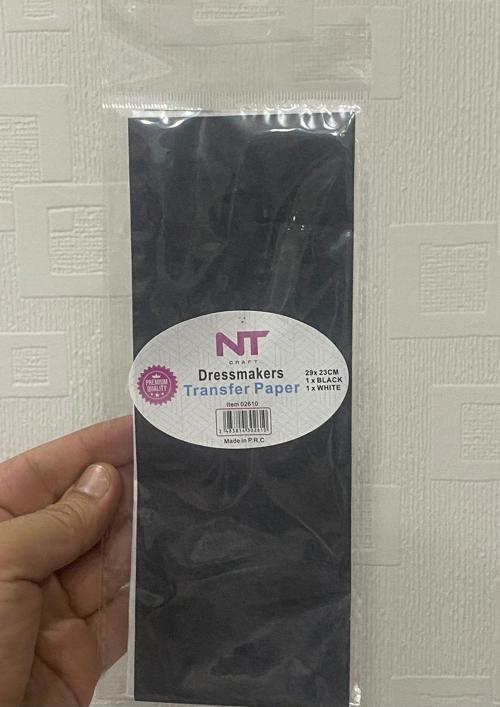 NT
CRAFT
PREMIUM
QUALITY
Dressmakers
Transfer Paper
29x 23CM
1 x BLACK
1 x WHITE
Item 02610
Made in P.R.C